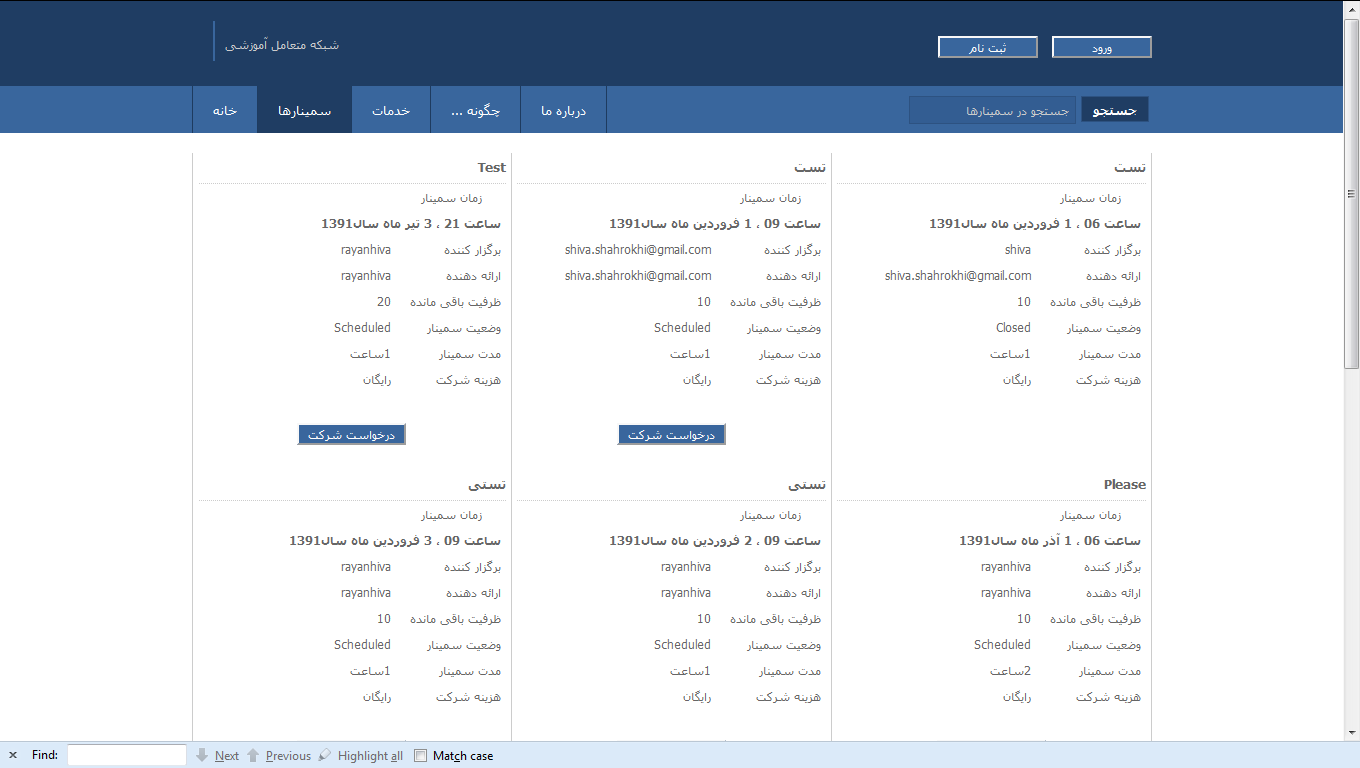 شبکه متعامل آموزشی
ورود
ثبت نام
خانه
سمینارها
خدمات
چگونه ...
درباره ما
جستجو در سمینارها
جستجو
تست
زمان سمینار
ساعت 06 ، 1 فروردین ماه سال1391
برگزار کننده shiva
ارائه دهنده shiva.shahrokhi@gmail.com
ظرفیت باقی مانده 10
وضعیت سمینار Closed
مدت سمینار 1ساعت
هزینه شرکت رایگان
تست
زمان سمینار
ساعت 09 ، 1 فروردین ماه سال1391
برگزار کننده shiva.shahrokhi@gmail.com
ارائه دهنده shiva.shahrokhi@gmail.com
ظرفیت باقی مانده 10
وضعیت سمینار Scheduled
مدت سمینار 1ساعت
هزینه شرکت رایگان
درخواست شرکت
Test
زمان سمینار
ساعت 21 ، 3 تیر ماه سال1391
برگزار کننده rayanhiva
ارائه دهنده rayanhiva
ظرفیت باقی مانده 20
وضعیت سمینار Scheduled
مدت سمینار 1ساعت
هزینه شرکت رایگان
درخواست شرکت
Please
زمان سمینار
ساعت 06 ، 1 آذر ماه سال1391
برگزار کننده rayanhiva
ارائه دهنده rayanhiva
ظرفیت باقی مانده 10
وضعیت سمینار Scheduled
مدت سمینار 2ساعت
هزینه شرکت رایگان
تستی
زمان سمینار
ساعت 09 ، 2 فروردین ماه سال1391
برگزار کننده rayanhiva
ارائه دهنده rayanhiva
ظرفیت باقی مانده 10
وضعیت سمینار Scheduled
مدت سمینار 1ساعت
هزینه شرکت رایگان
تستی
زمان سمینار
ساعت 09 ، 3 فروردین ماه سال1391
برگزار کننده rayanhiva
ارائه دهنده rayanhiva
ظرفیت باقی مانده 10
وضعیت سمینار Scheduled
مدت سمینار 1ساعت
هزینه شرکت رایگان
Find: Next Previous Highlight all Match case